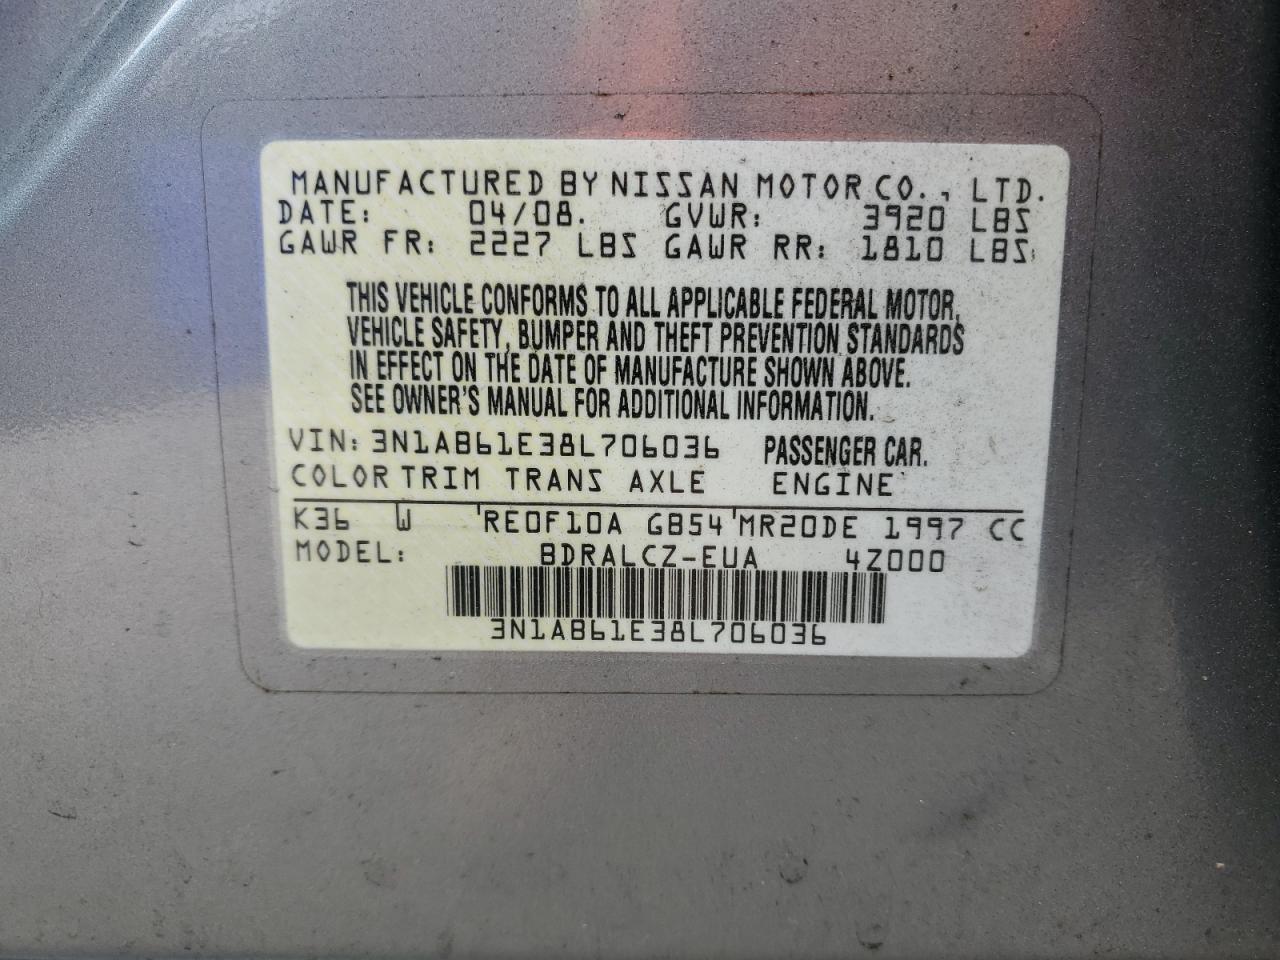 MANUFACTURED BY NISSAN MOTOR CO., LTD.
DATE: 04/08. GVWR: 3920 LBS
GAWR FR: 2227 LBS GAWR RR: 1810 LBS
THIS VEHICLE CONFORMS TO ALL APPLICABLE FEDERAL MOTOR,
VEHICLE SAFETY, BUMPER AND THEFT PREVENTION STANDARDS
IN EFFECT ON THE DATE OF MANUFACTURE SHOWN ABOVE.
SEE OWNER'S MANUAL FOR ADDITIONAL INFORMATION.
VIN: 3N1AB61E38L706036 PASSENGER CAR.
COLOR TRIM TRANS AXLE ENGINE
K36 W RE0F10A GB54 MR20DE 1997 CC
MODEL: BDRALCZ-EUA 4Z000
3N1AB61E38L706036